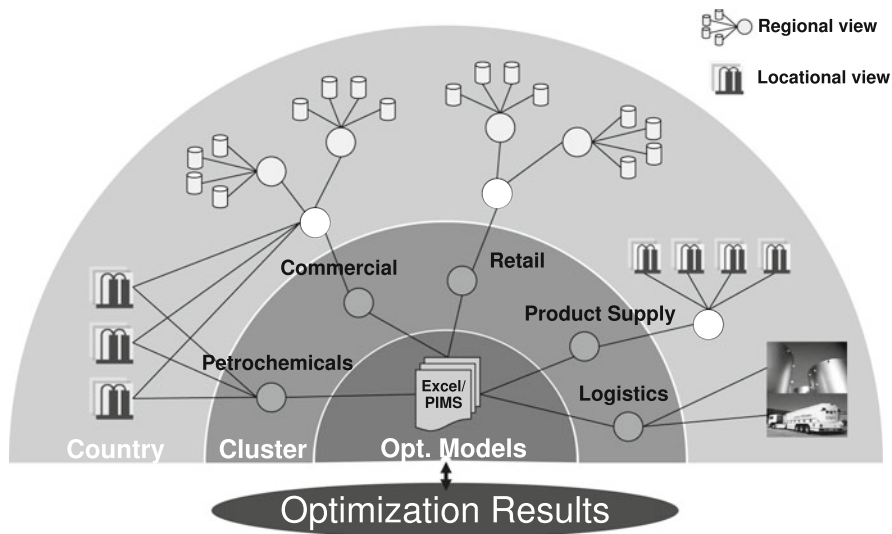 Regional view
Locational view
Commercial
Retail
Product Supply
Petrochemicals
Excel/
PIMS
Logistics
Country
Cluster
Opt. Models
Optimization Results